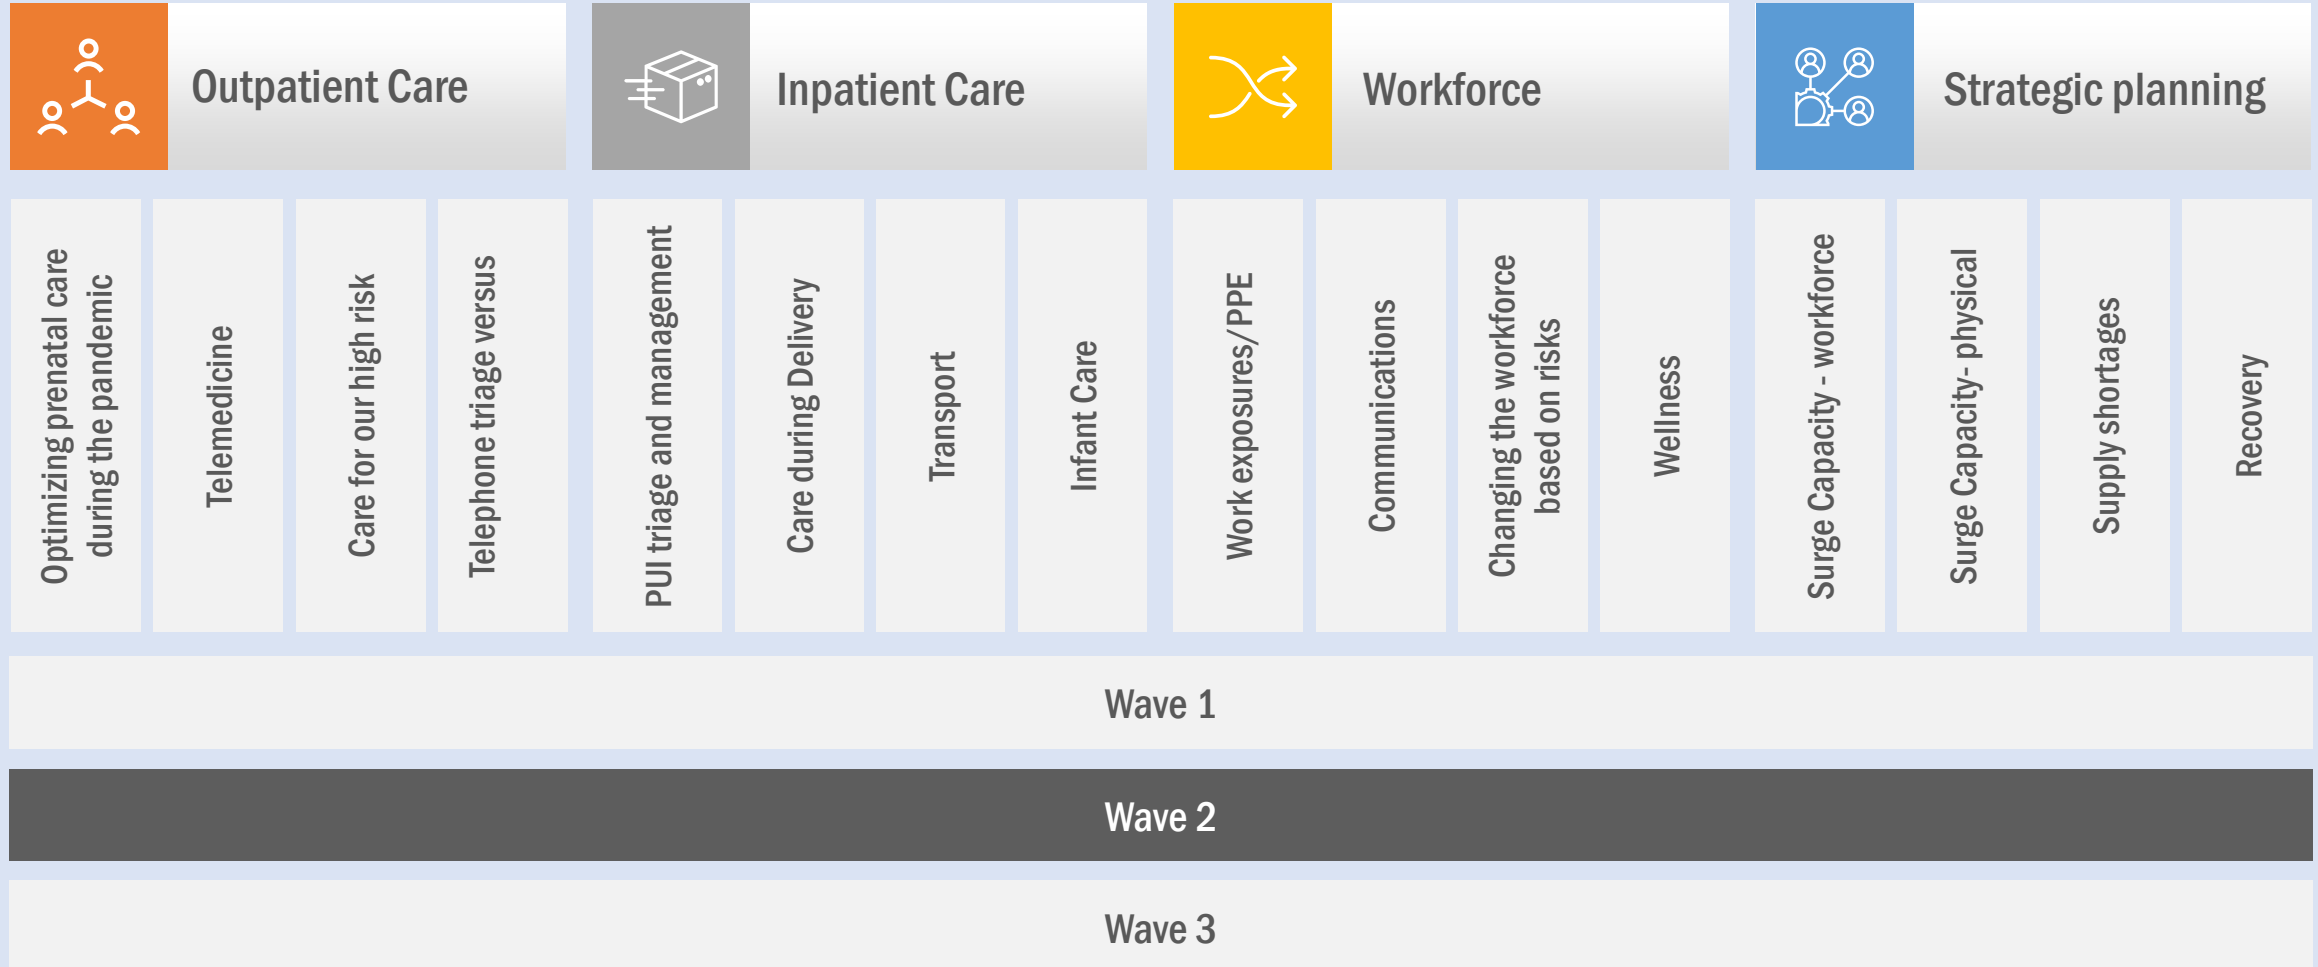 Outpatient Care
Inpatient Care
Workforce
Strategic planning
Optimizing prenatal care
during the pandemic
Telemedicine
Care for our high risk
Telephone triage versus
PUI triage and management
Care during Delivery
Transport
Infant Care
Work exposures/PPE
Communications
Changing the workforce
based on risks
Wellness
Surge Capacity - workforce
Surge Capacity- physical
Supply shortages
Recovery
Wave 1
Wave 2
Wave 3